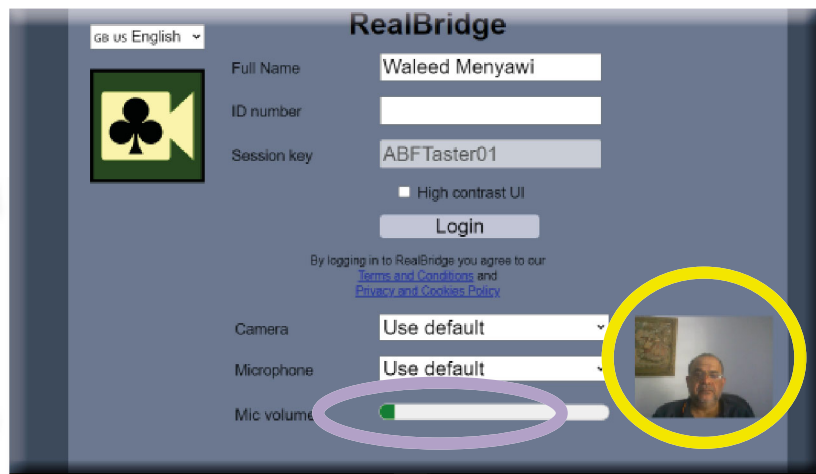 RealBridge
GB US English
Full Name Waleed Menyawi
ID number
Session key ABFTaster01
High contrast UI
Login
By logging in to RealBridge you agree to our
Terms and Conditions and
Privacy and Cookies Policy
Camera Use default
Microphone Use default
Mic volume